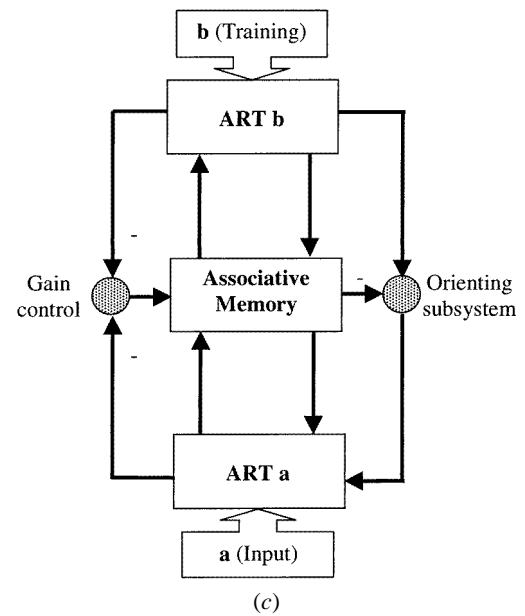 b (Training)
ART b
-
Gain
control
Associative
Memory
-
Orienting
subsystem
-
ART a
a (Input)
(c)